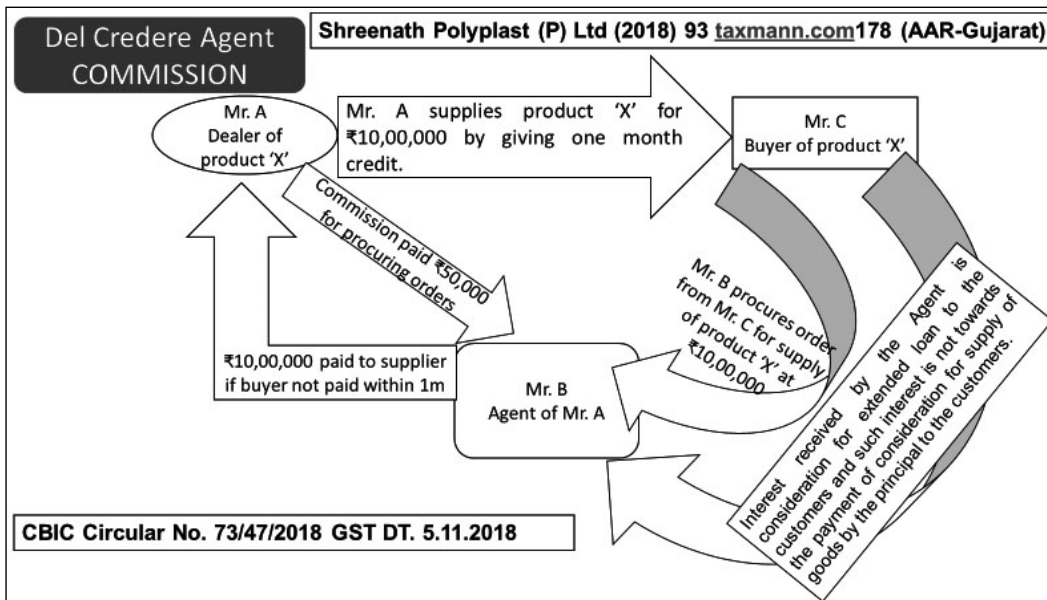 Del Credere Agent
COMMISSION
Shreenath Polyplast (P) Ltd (2018) 93 taxmann.com178 (AAR-Gujarat)
Mr. A
Dealer of
product ‘X’
Mr. A supplies product ‘X’ for
₹10,00,000 by giving one month
credit.
Mr. C
Buyer of product ‘X’
Commission paid ₹50,000
for procuring orders
Mr. B procures order
from Mr. C for supply
of product ‘X’ at
₹10,00,000
₹10,00,000 paid to supplier
if buyer not paid within 1m
Mr. B
Agent of Mr. A
Interest received by the Agent is
consideration for extended loan to the
customers and such interest is not towards
the payment of consideration for supply of
goods by the principal to the customers.
CBIC Circular No. 73/47/2018 GST DT. 5.11.2018